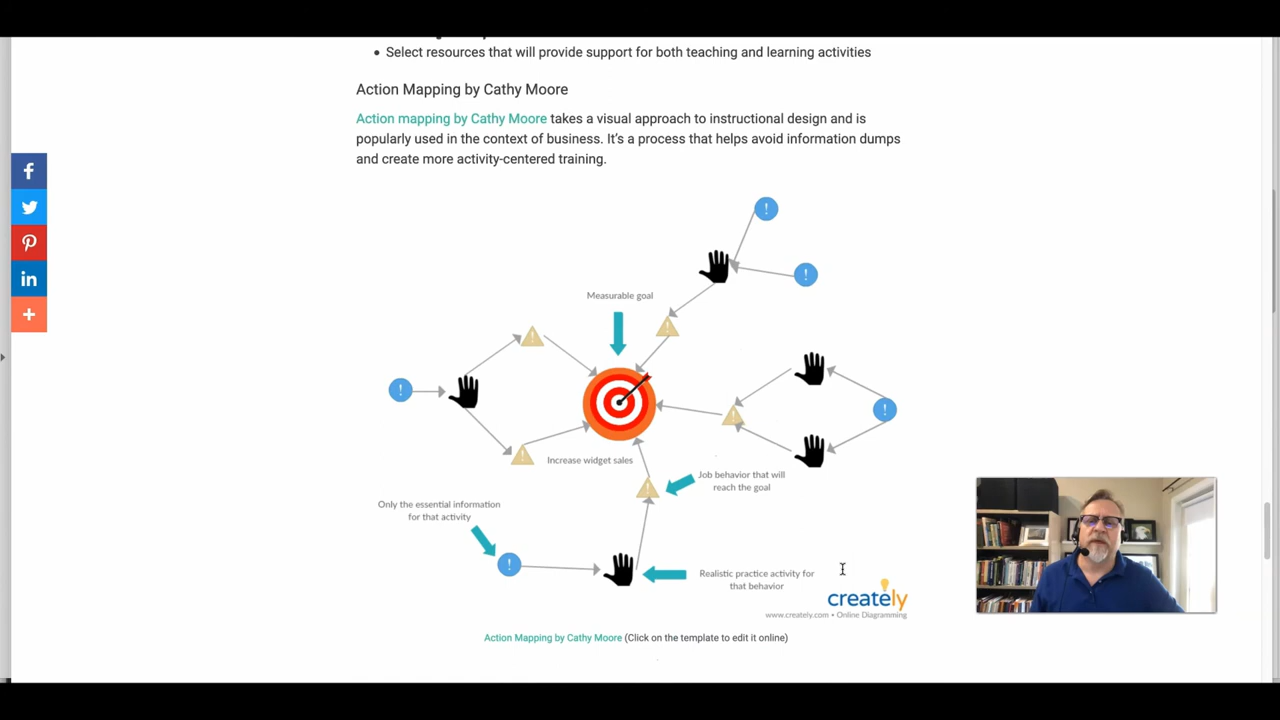 • Select resources that will provide support for both teaching and learning activities
Action Mapping by Cathy Moore
Action mapping by Cathy Moore takes a visual approach to instructional design and is
popularly used in the context of business. It's a process that helps avoid information dumps
and create more activity-centered training.
Measurable goal
Increase widget sales
Job behavior that will
reach the goal
Only the essential information
for that activity
Realistic practice activity for
that behavior
creately
www.creately.com • Online Diagramming
Action Mapping by Cathy Moore (Click on the template to edit it online)